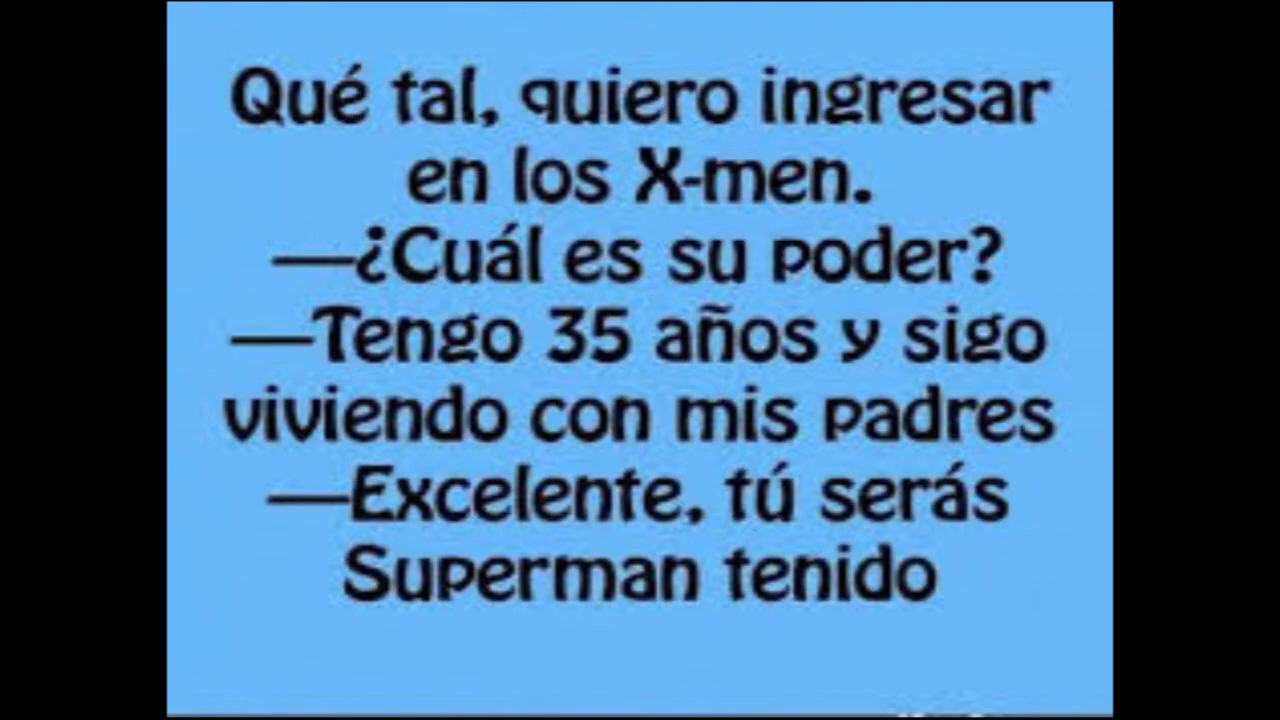 Qué tal, quiero ingresar
en los X-men.
—¿Cuál es su poder?
—Tengo 35 años y sigo
viviendo con mis padres
—Excelente, tú serás
Superman tenido